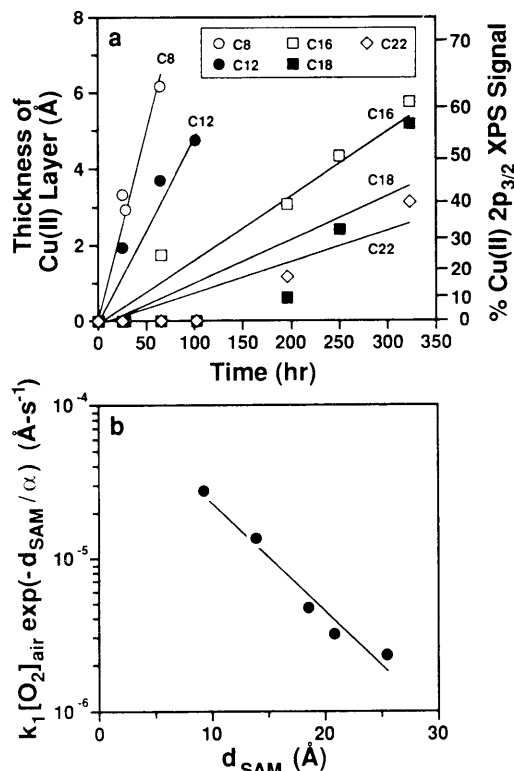 a
○ C8 □ C16 ◇ C22
● C12 ■ C18
C8
C12
C16
C18
C22
Thickness of
Cu(II) Layer (Å)
8
6
4
2
0
% Cu(II) 2p3/2 XPS Signal
70
60
50
40
30
20
10
0
0 50 100 150 200 250 300 350
Time (hr)
b
k1[O2]air exp(-dSAM/α) (Å-s⁻¹)
10⁻⁴
10⁻⁵
10⁻⁶
0 10 20 30
dSAM (Å)